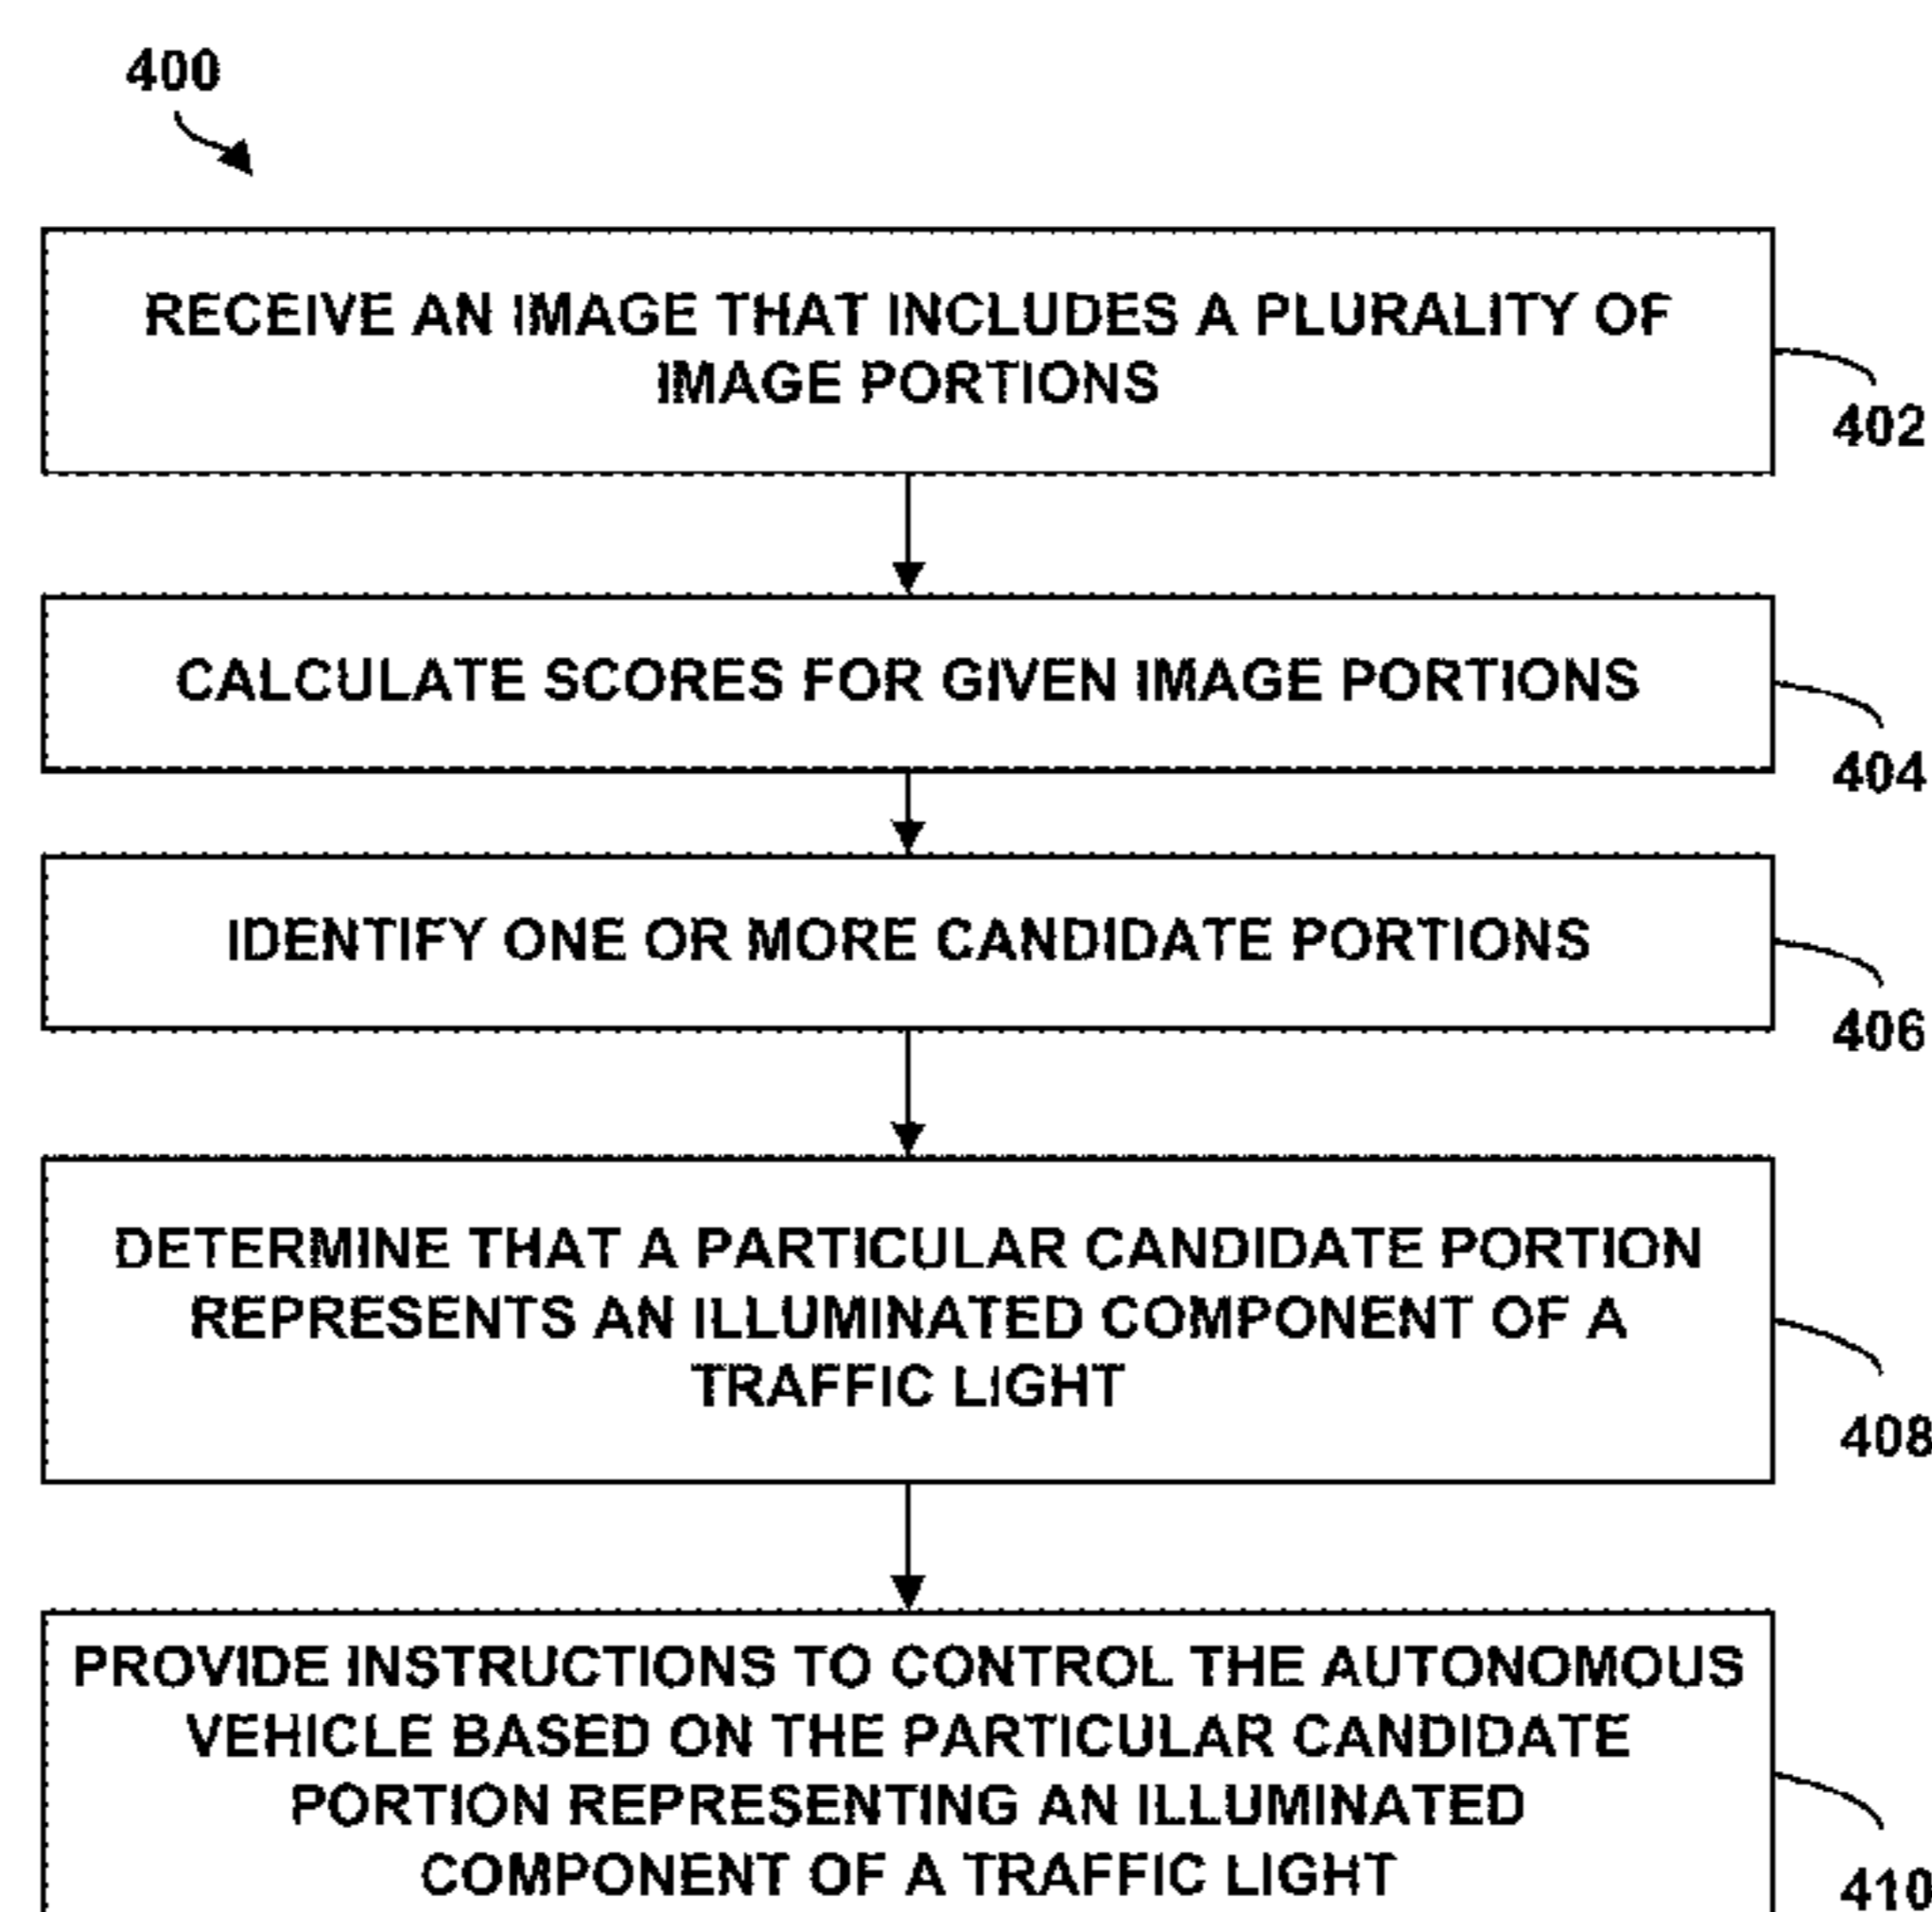 400
RECEIVE AN IMAGE THAT INCLUDES A PLURALITY OF
IMAGE PORTIONS
402
CALCULATE SCORES FOR GIVEN IMAGE PORTIONS
404
IDENTIFY ONE OR MORE CANDIDATE PORTIONS
406
DETERMINE THAT A PARTICULAR CANDIDATE PORTION
REPRESENTS AN ILLUMINATED COMPONENT OF A
TRAFFIC LIGHT
408
PROVIDE INSTRUCTIONS TO CONTROL THE AUTONOMOUS
VEHICLE BASED ON THE PARTICULAR CANDIDATE
PORTION REPRESENTING AN ILLUMINATED
COMPONENT OF A TRAFFIC LIGHT
410